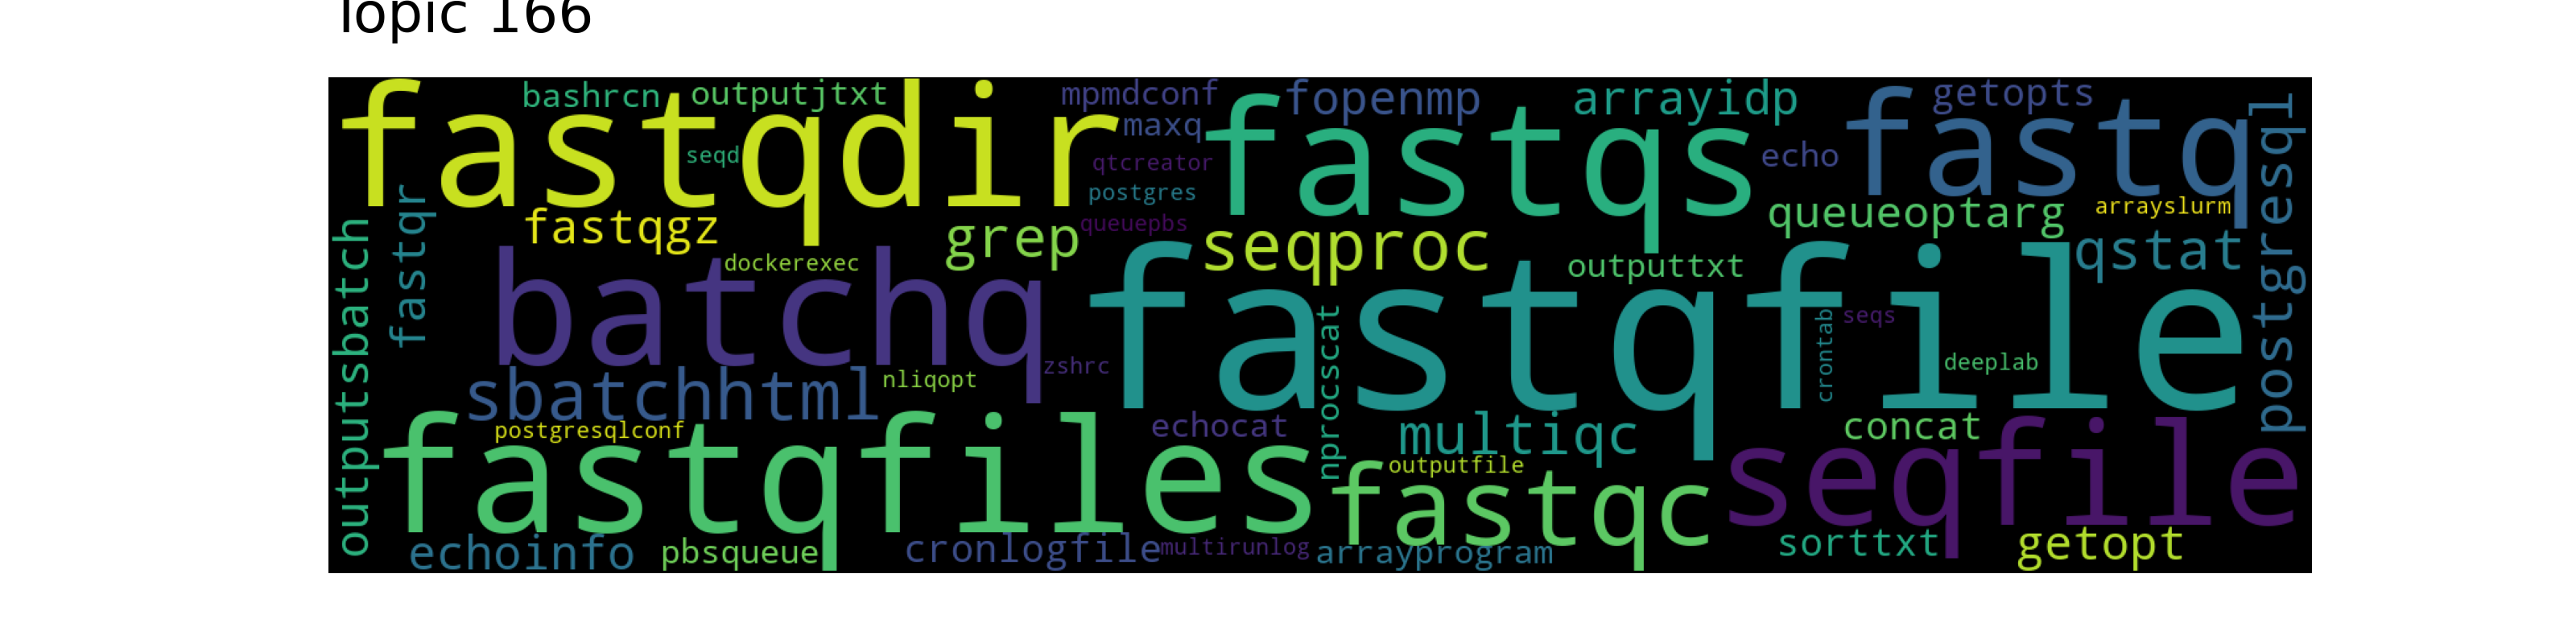 Topic 166
bashrcn outputjtxt mpmdconf fopenmp arrayidp getopts
fastqdir maxq fastqs echo fastq
seqd qtcreator
postgres
fastqgz grep queuepbs seqproc queueoptarg arrayslurm
outputsbatch fastqr dockerexec outputtxt qstat postgresql
batchq fastqfile
zshrc nprocscat crontab seqs deeplab
sbatchhtml nliqopt
postgresqlconf echocat multiqc concat
fastqfiles outputfile seqfile
fastqc
echoinfo pbsqueue cronlogfile multirunlog arrayprogram sorttxt getopt